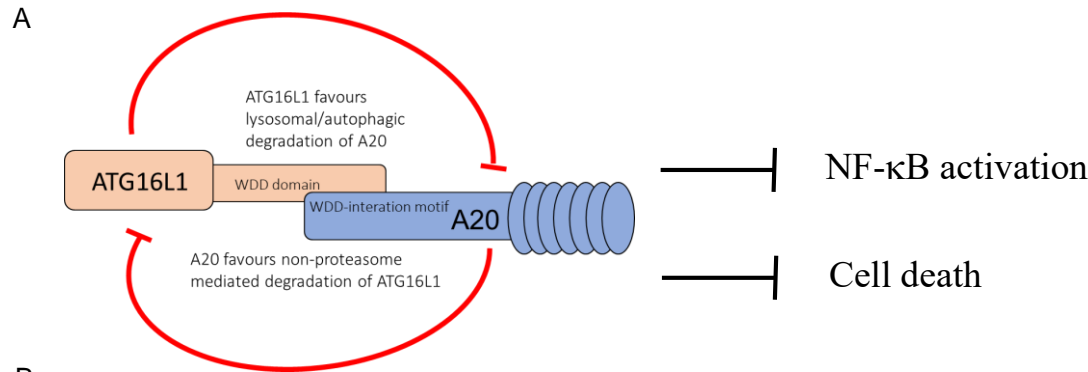 A
ATG16L1 favours
lysosomal/autophagic
degradation of A20
ATG16L1
WDD domain
WDD-interation motif
A20
A20 favours non-proteasome
mediated degradation of ATG16L1
NF-κB activation
Cell death